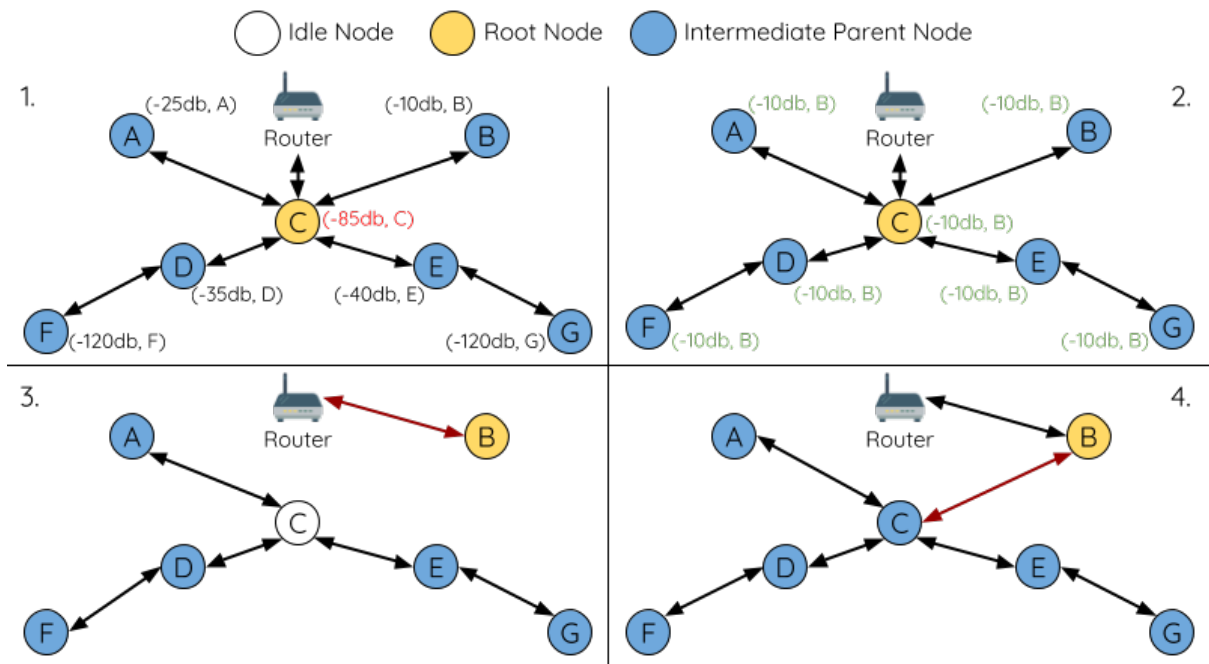 Idle Node Root Node Intermediate Parent Node
1.
(-25db, A) (-10db, B)
A Router B
C (-85db, C)
D E
(-35db, D) (-40db, E)
F (-120db, F) (-120db, G) G
2.
(-10db, B) (-10db, B)
A Router B
C (-10db, B)
D E
(-10db, B) (-10db, B)
F (-10db, B) (-10db, B) G
3.
A Router B
C
D E
F G
4.
A Router B
C
D E
F G